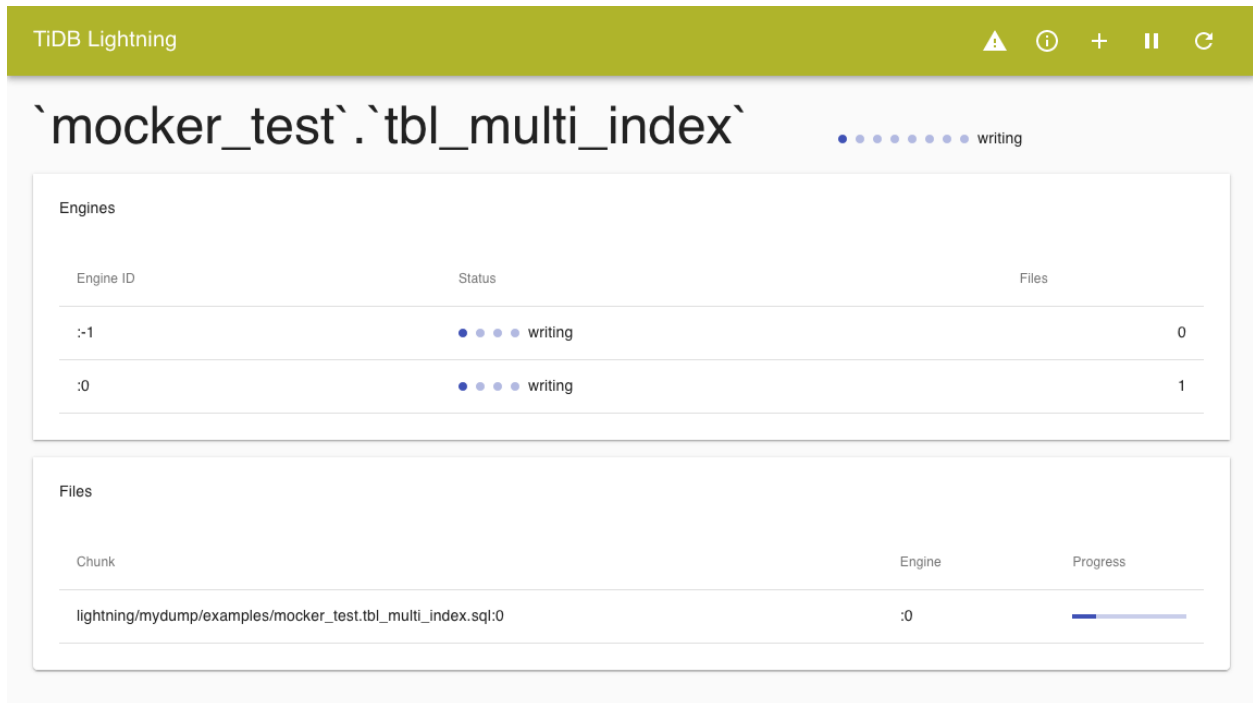 TiDB Lightning
`mocker_test`.`tbl_multi_index` writing
Engines
Engine ID Status Files
:-1 writing 0
:0 writing 1
Files
Chunk Engine Progress
lightning/mydump/examples/mocker_test.tbl_multi_index.sql:0 :0